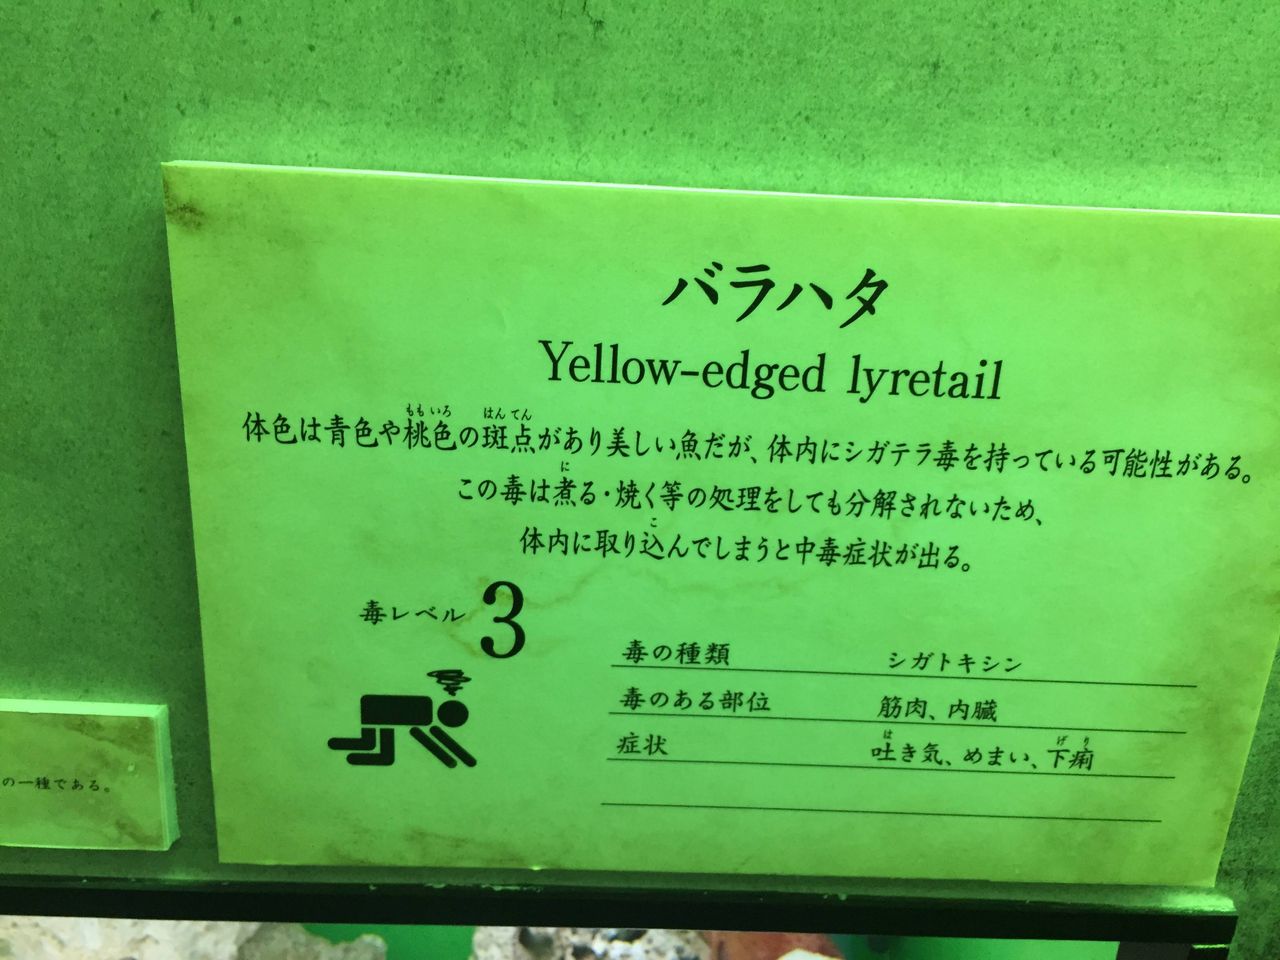 バラハタ
Yellow-edged lyretail
体色は青色や桃色の斑点があり美しい魚だが、体内にシガテラ毒を持っている可能性がある。
この毒は煮る・焼く等の処理をしても分解されないため、
体内に取り込んでしまうと中毒症状が出る。
毒レベル 3
毒の種類 シガトキシン
毒のある部位 筋肉、内臓
症状 吐き気、めまい、下痢
の一種である。